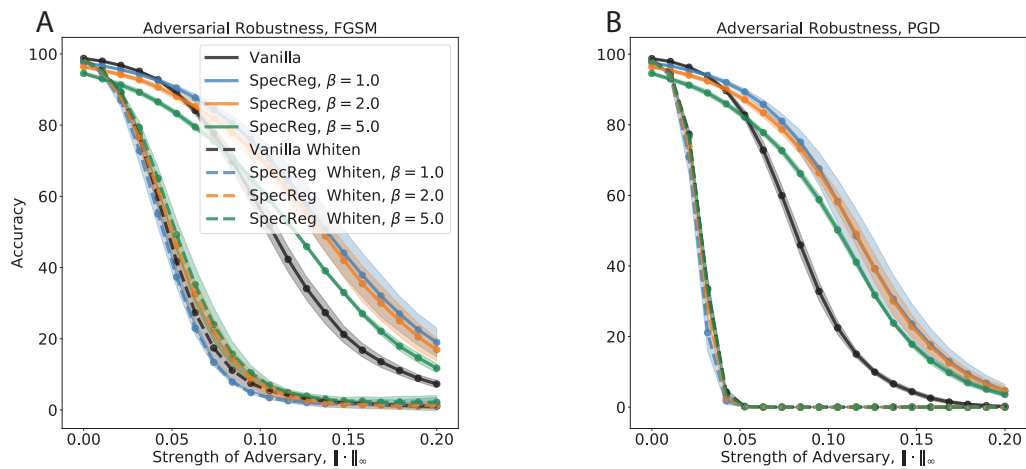 A
Adversarial Robustness, FGSM
100
80
60
40
20
0
Accuracy
Vanilla
SpecReg, β = 1.0
SpecReg, β = 2.0
SpecReg, β = 5.0
Vanilla Whiten
SpecReg Whiten, β = 1.0
SpecReg Whiten, β = 2.0
SpecReg Whiten, β = 5.0
0.00 0.05 0.10 0.15 0.20
Strength of Adversary, ‖ · ‖∞
B
Adversarial Robustness, PGD
100
80
60
40
20
0
0.00 0.05 0.10 0.15 0.20
Strength of Adversary, ‖ · ‖∞